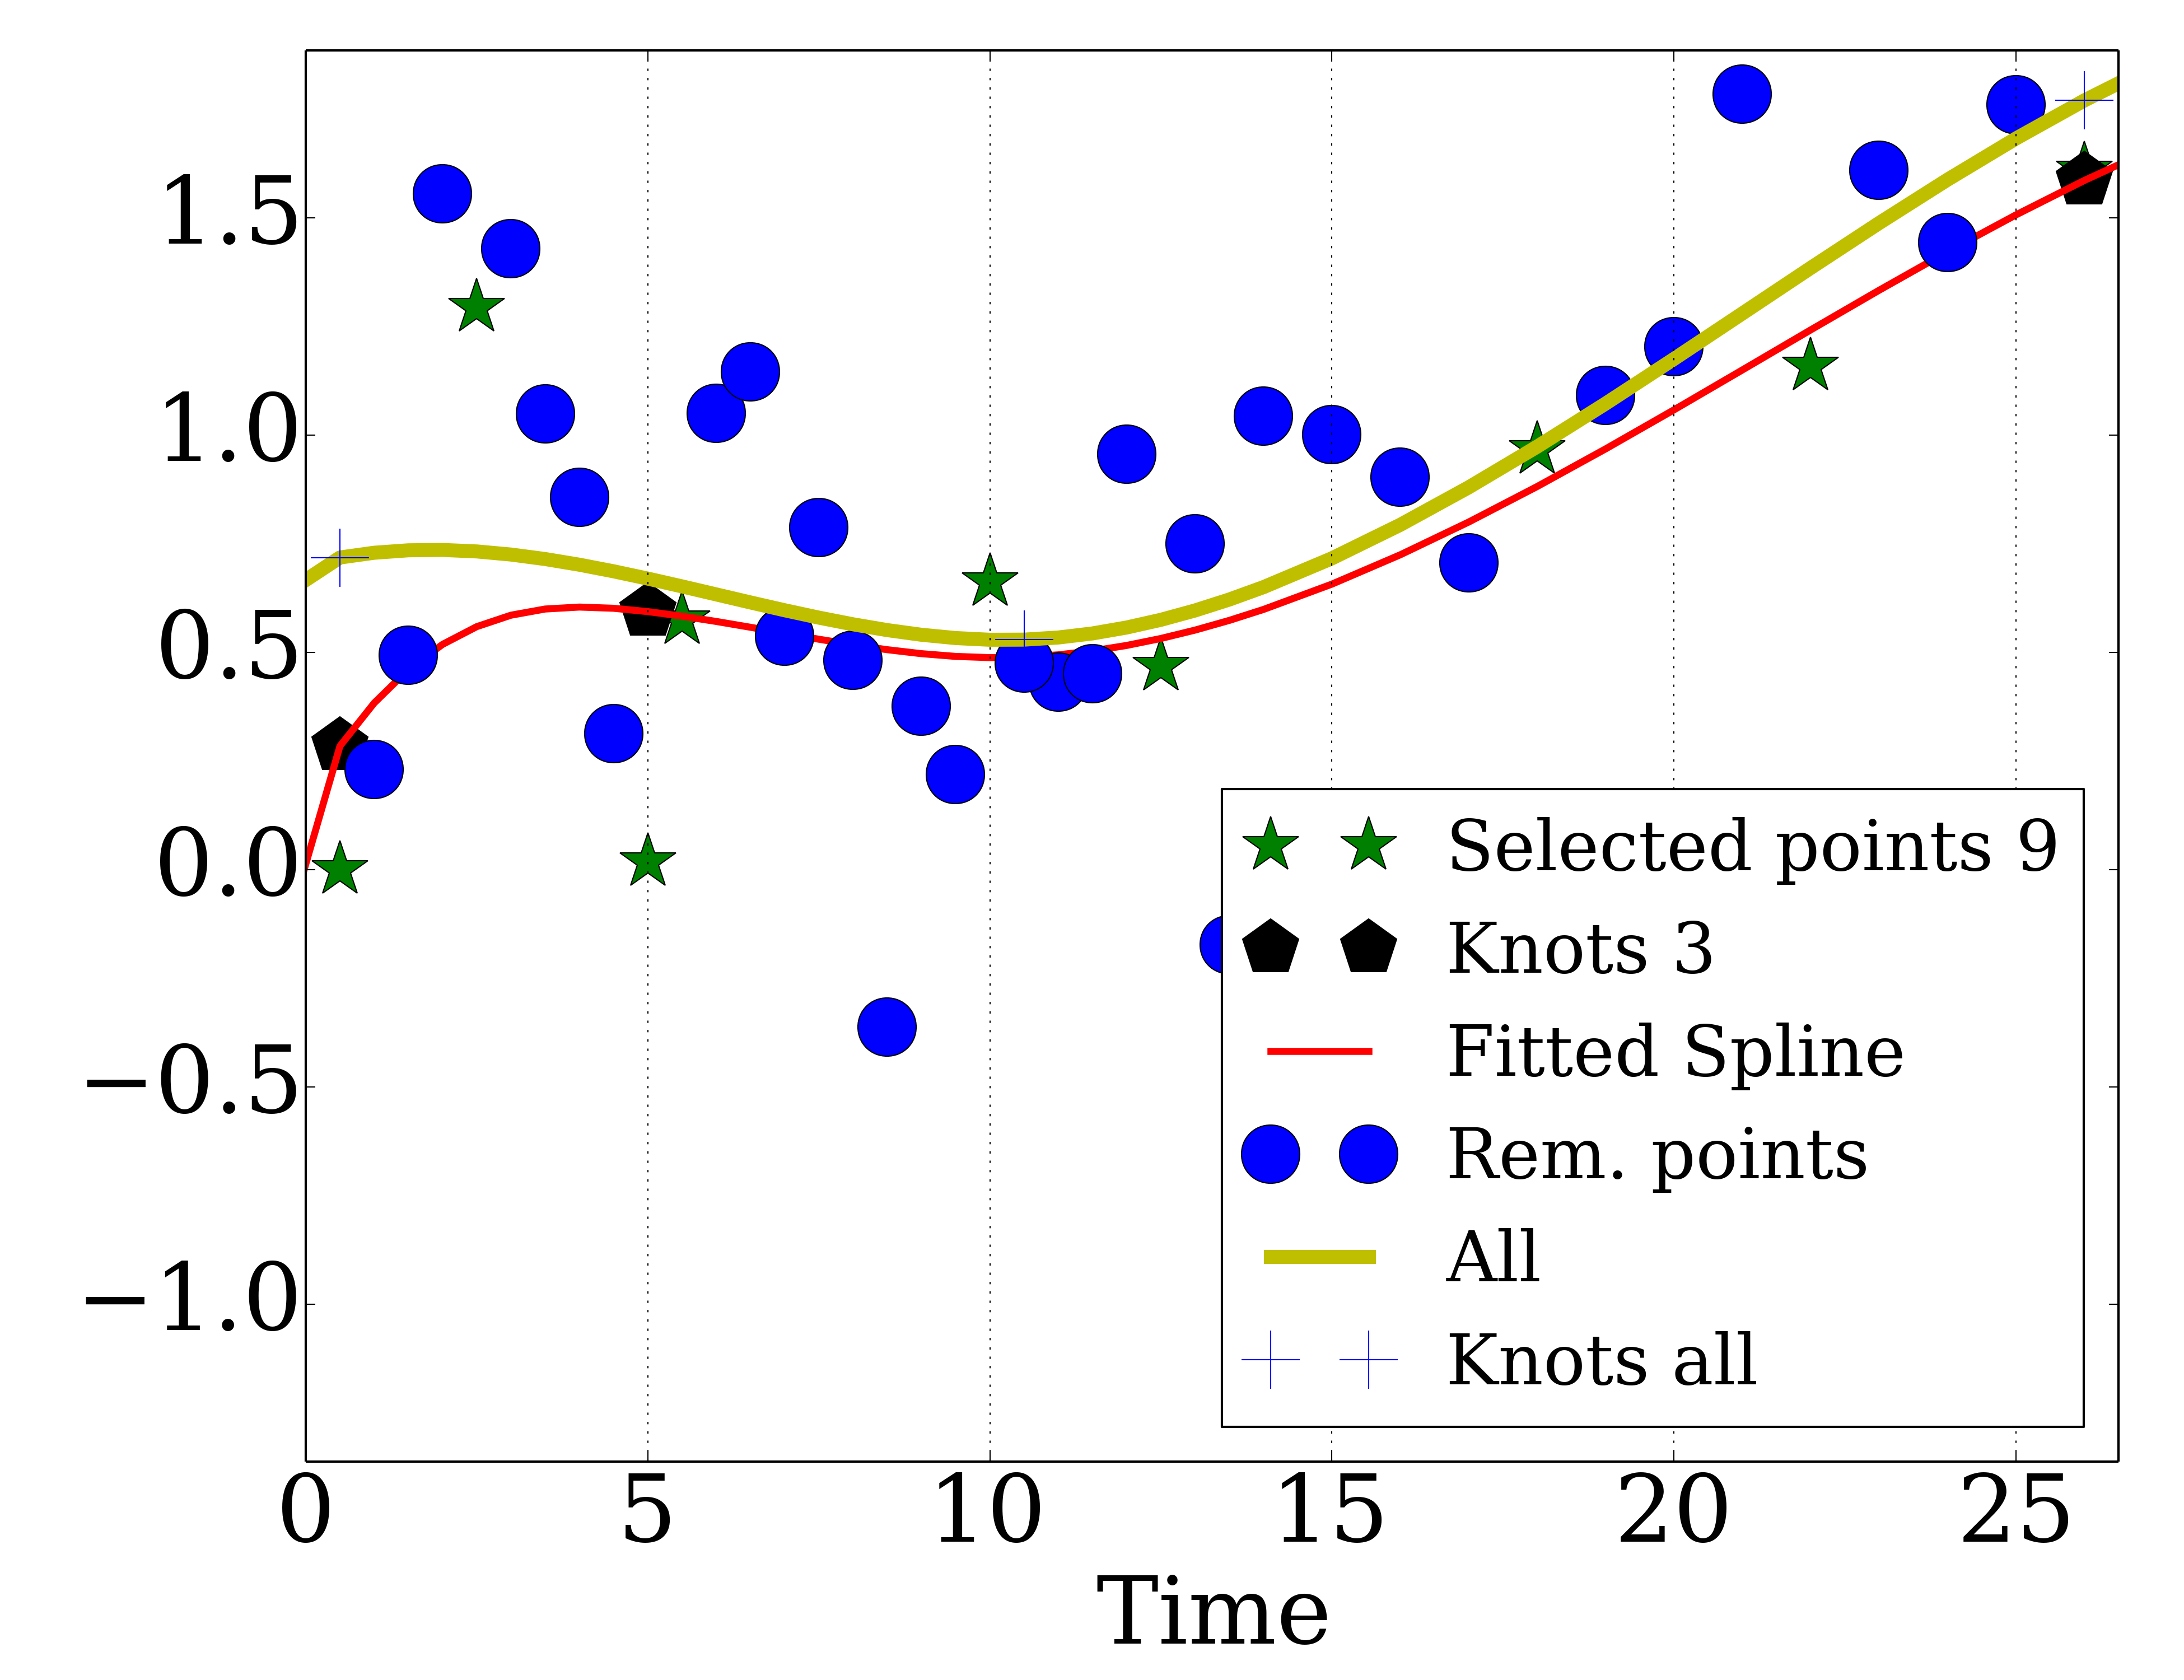 1.5
1.0
0.5
0.0
−0.5
−1.0
Selected points 9
Knots 3
Fitted Spline
Rem. points
All
Knots all
0 5 10 15 20 25
Time